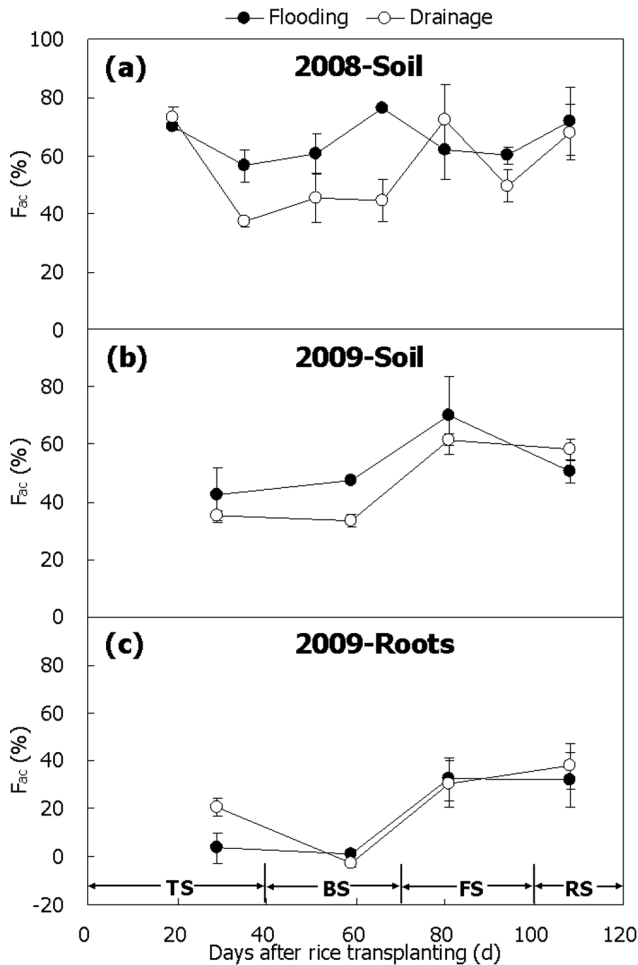 Flooding Drainage
(a) 2008-Soil
100
80
60
40
20
0
Fac (%)
(b) 2009-Soil
80
60
40
20
0
Fac (%)
(c) 2009-Roots
80
60
40
20
0
-20
Fac (%)
TS BS FS RS
0 20 40 60 80 100 120
Days after rice transplanting (d)